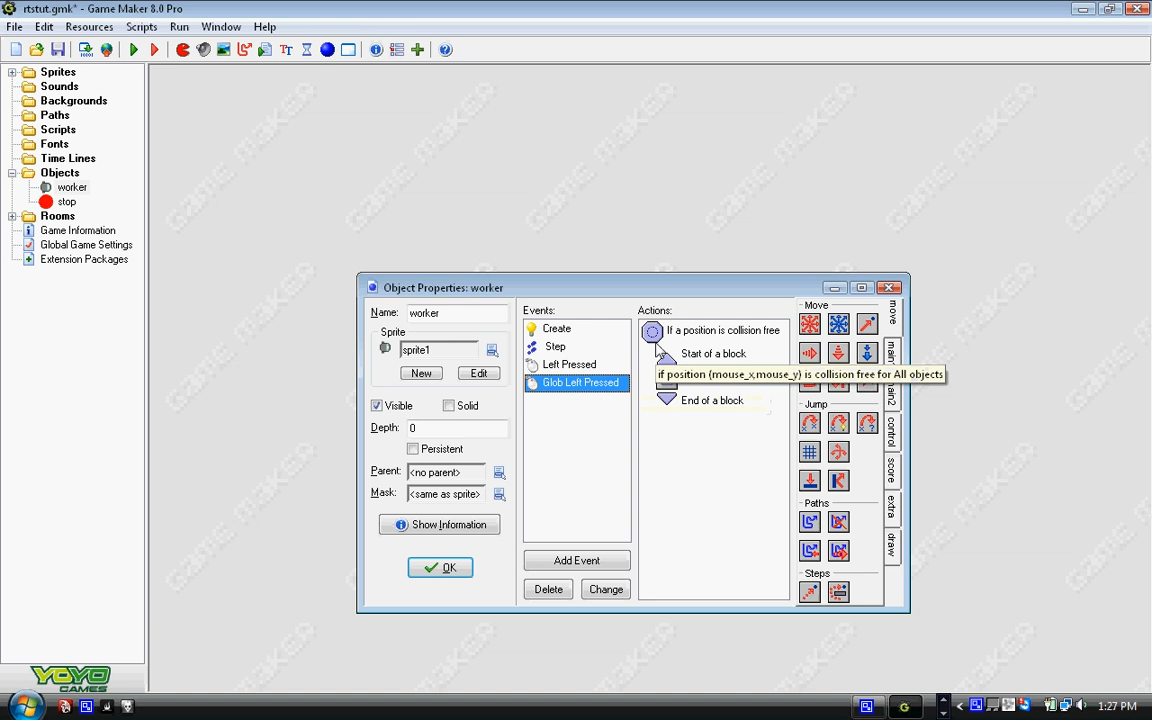 rtstut.gmk* - Game Maker 8.0 Pro
File Edit Resources Scripts Run Window Help
Sprites
Sounds
Backgrounds
Paths
Scripts
Fonts
Time Lines
Objects
worker
stop
Rooms
Game Information
Global Game Settings
Extension Packages
Object Properties: worker
Name: worker
Sprite
sprite1
New Edit
Visible Solid
Depth: 0
Persistent
Parent: <no parent>
Mask: <same as sprite>
Show Information
OK
Events:
Create
Step
Left Pressed
Glob Left Pressed
Add Event
Delete Change
Actions:
If a position is collision free
Start of a block
if position (mouse_x,mouse_y) is collision free for All objects
End of a block
Move
Jump
Paths
Steps
move
main1
main2
control
score
extra
draw
YOYO
GAMES
1:27 PM